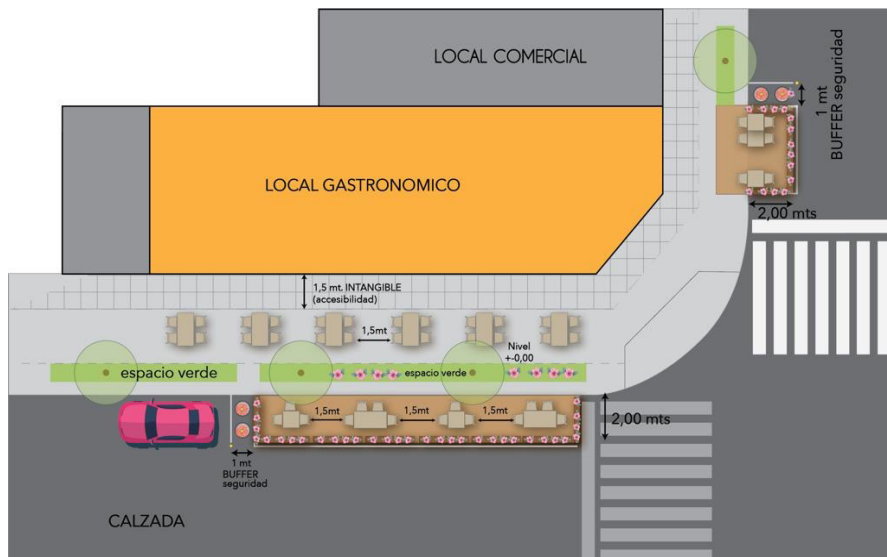 LOCAL COMERCIAL
1 mt
BUFFER seguridad
LOCAL GASTRONOMICO
2,00 mts
1,5 mt. INTANGIBLE
(accesibilidad)
1,5mt
Nivel
+-0,00
espacio verde
espacio verde
1,5mt
1,5mt
1,5mt
2,00 mts
1 mt
BUFFER
seguridad
CALZADA